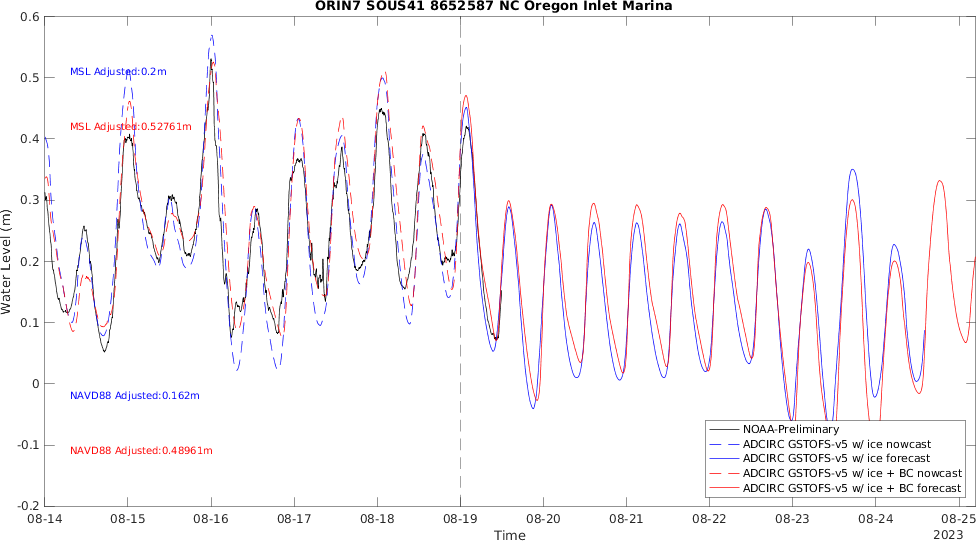 ORIN7 SOUS41 8652587 NC Oregon Inlet Marina
0.6
0.5
0.4
0.3
0.2
0.1
0
-0.1
-0.2
Water Level (m)
MSL Adjusted:0.2m
MSL Adjusted:0.52761m
NAVD88 Adjusted:0.162m
NAVD88 Adjusted:0.48961m
NOAA-Preliminary
ADCIRC GSTOFS-v5 w/ ice nowcast
ADCIRC GSTOFS-v5 w/ ice forecast
ADCIRC GSTOFS-v5 w/ ice + BC nowcast
ADCIRC GSTOFS-v5 w/ ice + BC forecast
08-14 08-15 08-16 08-17 08-18 08-19 08-20 08-21 08-22 08-23 08-24 08-25
Time
2023